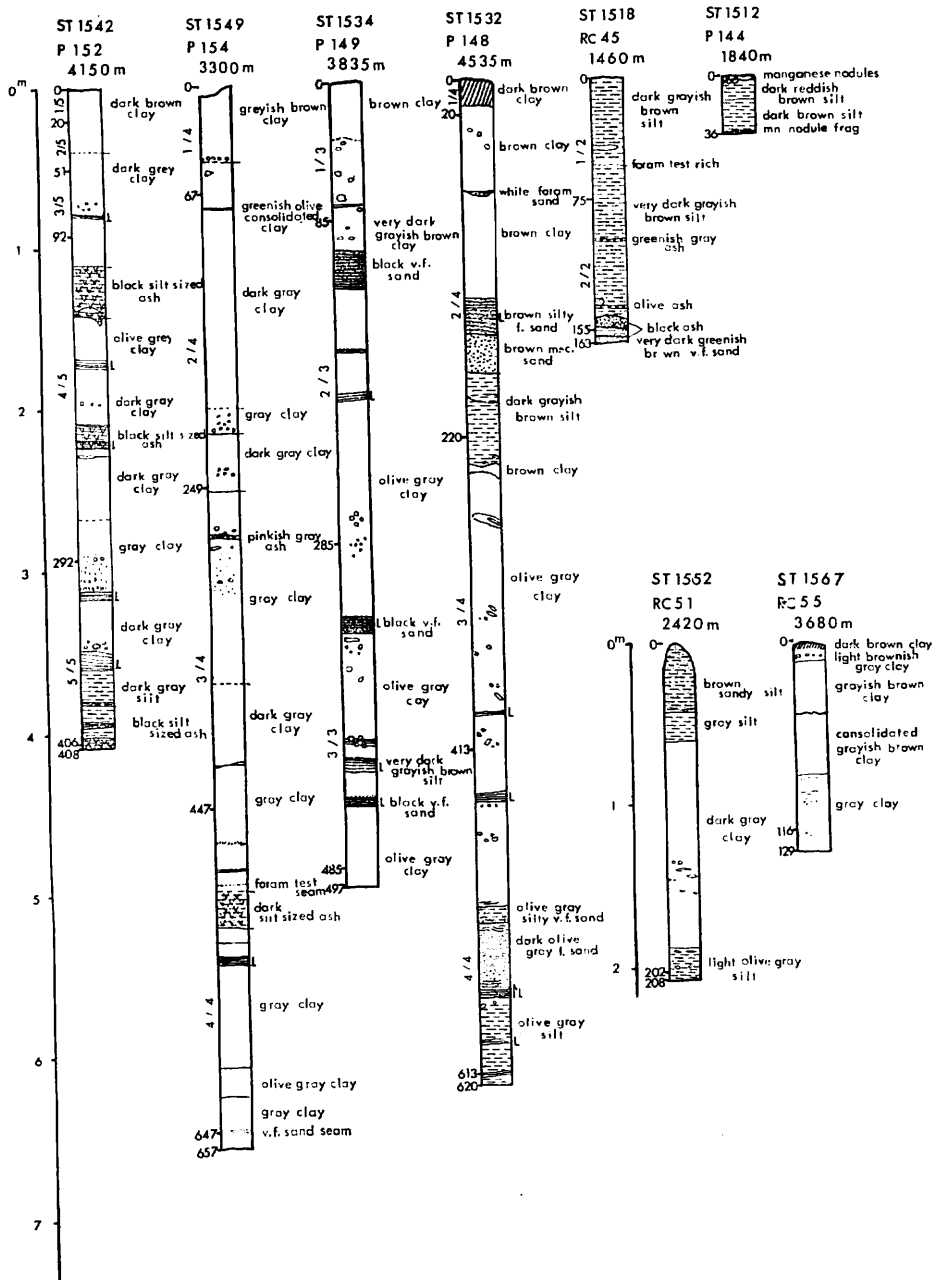 ST 1542
P 152
4150 m
0
1/5
20
2/5
51
3/5
92
4/5
292
5/5
406
408
dark brown
clay
dark grey
clay
L
black silt sized
ash
olive grey
clay
L
dark gray
clay
black silt sized
ash
L
dark gray
clay
gray clay
L
dark gray
clay
L
dark gray
silt
black silt
sized ash
ST 1549
P 154
3300 m
0
1/4
67
2/4
249
3/4
447
4/4
647
657
greyish brown
clay
greenish olive
consolidated
clay
dark gray
clay
gray clay
dark gray clay
pinkish gray
ash
gray clay
dark gray
clay
gray clay
foram test
seam
dark
silt sized ash
L
gray clay
olive gray clay
gray clay
v.f. sand seam
ST 1534
P 149
3835 m
0
1/3
85
2/3
285
3/3
485
497
brown clay
very dark
grayish brown
clay
black v.f.
sand
L
olive gray
clay
L black v.f.
sand
olive gray
cay
very dark
L grayish brown
silt
L black v.f.
sand
olive gray
clay
ST 1532
P 148
4535 m
0
1/4
20
2/4
220
3/4
413
4/4
613
620
dark brown
clay
brown clay
white foram
sand
brown clay
L brown silty
f. sand
brown m-c.
sand
dark grayish
brown silt
brown clay
olive gray
clay
L
L
olive gray
silty v.f. sand
dark olive
gray f. sand
L
olive gray
silt
L
ST 1518
RC 45
1460 m
0
1/2
75
2/2
155
163
dark grayish
brown
silt
foram test rich
very dark grayish
brown silt
greenish gray
ash
olive ash
black ash
very dark greenish
br wn v.f. sand
ST 1512
P 144
1840 m
0
36
manganese nodules
dark reddish
brown silt
dark brown silt
mn nodule frag
ST 1552
RC 51
2420 m
0
202
208
brown
sandy silt
gray silt
dark gray
clay
light olive gray
silt
ST 1567
RC 55
3680 m
0
116
129
dark brown clay
light brownish
gray clay
grayish brown
clay
consolidated
grayish brown
clay
gray clay
0m
1
2
3
4
5
6
7
0m
1
2